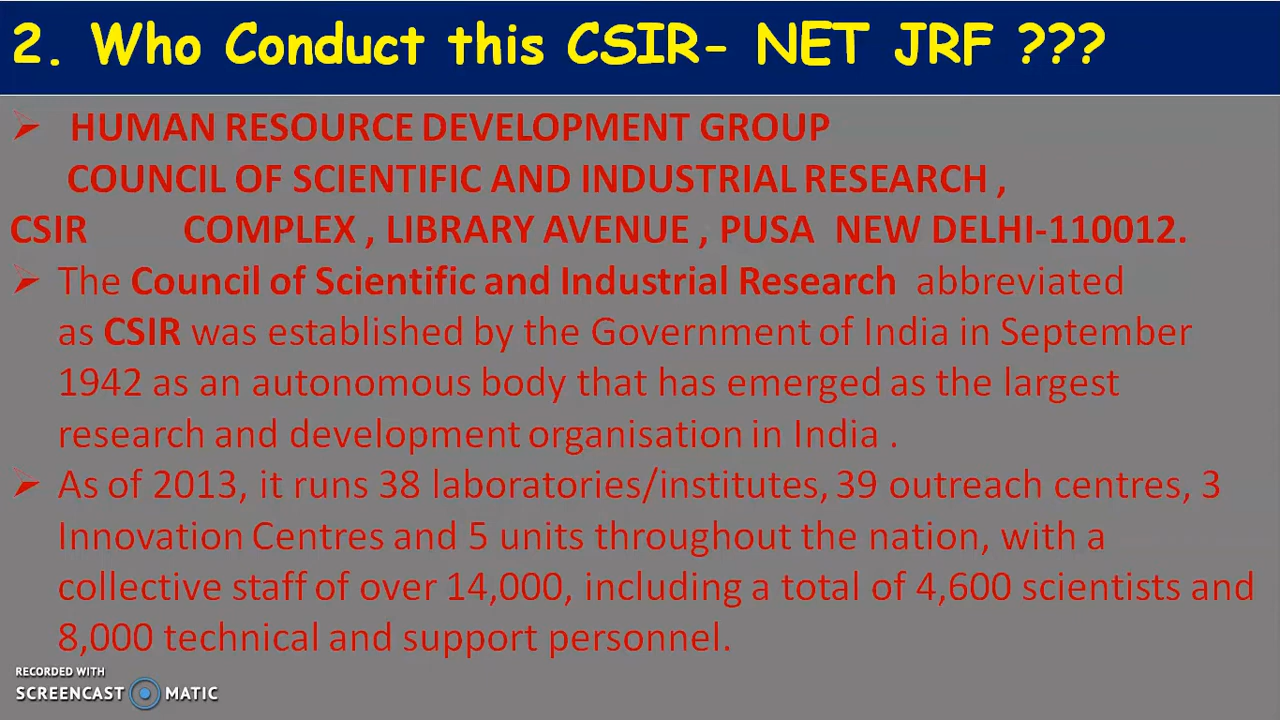 2. Who Conduct this CSIR- NET JRF ???
➢ HUMAN RESOURCE DEVELOPMENT GROUP
COUNCIL OF SCIENTIFIC AND INDUSTRIAL RESEARCH ,
CSIR COMPLEX , LIBRARY AVENUE , PUSA NEW DELHI-110012.
➢ The Council of Scientific and Industrial Research abbreviated
as CSIR was established by the Government of India in September
1942 as an autonomous body that has emerged as the largest
research and development organisation in India .
➢ As of 2013, it runs 38 laboratories/institutes, 39 outreach centres, 3
Innovation Centres and 5 units throughout the nation, with a
collective staff of over 14,000, including a total of 4,600 scientists and
8,000 technical and support personnel.
RECORDED WITH
SCREENCAST MATIC